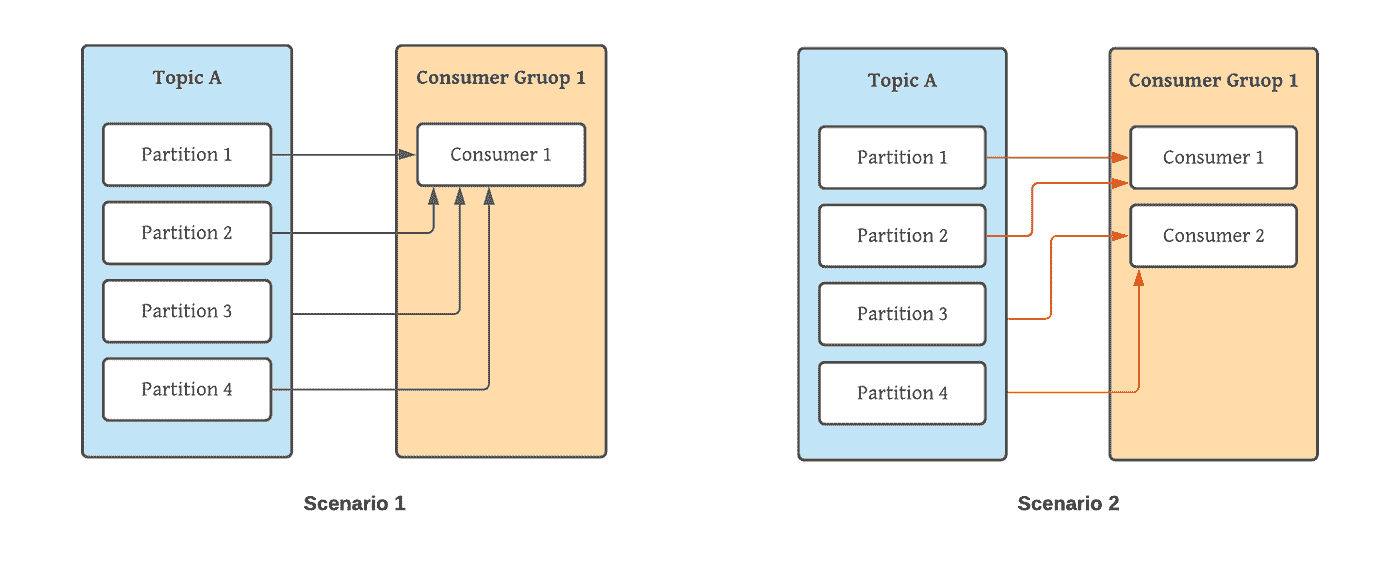 Topic A
Consumer Gruop 1
Partition 1
Consumer 1
Partition 2
Partition 3
Partition 4
Scenario 1
Topic A
Consumer Gruop 1
Partition 1
Consumer 1
Partition 2
Consumer 2
Partition 3
Partition 4
Scenario 2